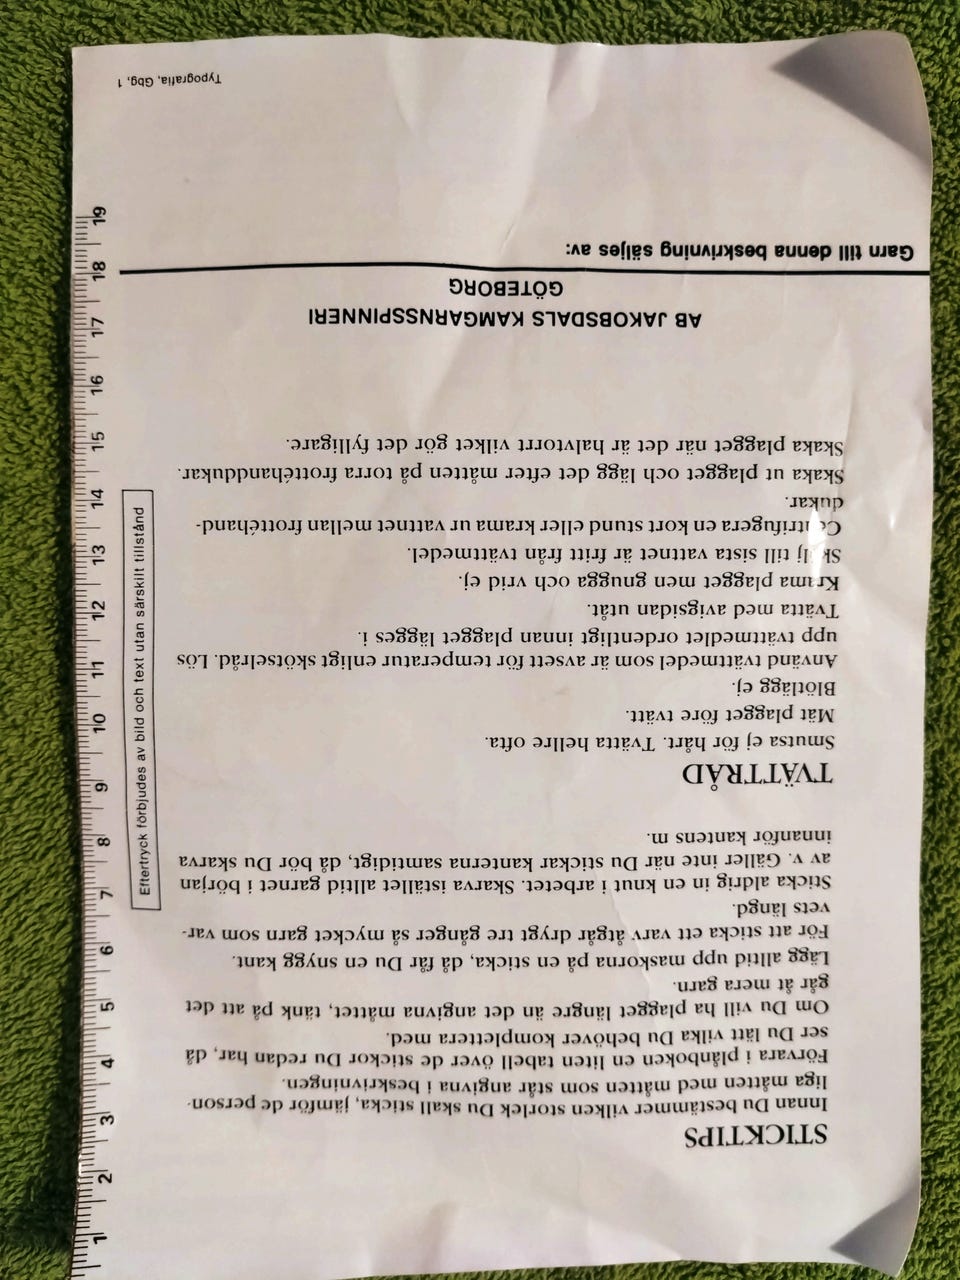 STICKTIPS
Innan Du bestämmer vilken storlek Du skall sticka, jämför de person-
liga måtten med måtten som står angivna i beskrivningen.
Förvara i plånboken en liten tabell över de stickor Du redan har, då
ser Du lätt vilka Du behöver komplettera med.
Om Du vill ha plagget längre än det angivna måttet, tänk på att det
går åt mera garn.
Lägg alltid upp maskorna på en sticka, då får Du en snygg kant.
För att sticka ett varv åtgår drygt tre gånger så mycket garn som var-
vets längd.
Sticka aldrig in en knut i arbetet. Skarva istället alltid garnet i början
av v. Gäller inte när Du stickar kanterna samtidigt, då bör Du skarva
innanför kantens m.
TVÄTTRÅD
Smutsa ej för hårt. Tvätta hellre ofta.
Mät plagget före tvätt.
Blötlägg ej.
Använd tvättmedel som är avsett för temperatur enligt skötselråd. Lös
upp tvättmedlet ordentligt innan plagget lägges i.
Tvätta med avigsidan utåt.
Krama plagget men gnugga och vrid ej.
Skölj till sista vattnet är fritt från tvättmedel.
Centrifugera en kort stund eller krama ur vattnet mellan frottéhand-
dukar.
Skaka ut plagget och lägg det efter måtten på torra frottéhanddukar.
Skaka plagget när det är halvtorrt vilket gör det fylligare.
AB JAKOBSDALS KAMGARNSSPINNERI
GÖTEBORG
Garn till denna beskrivning säljes av:
Typografia, Gbg, 1
Eftertryck förbjudes av bild och text utan särskilt tillstånd
1 2 3 4 5 6 7 8 9 10 11 12 13 14 15 16 17 18 19